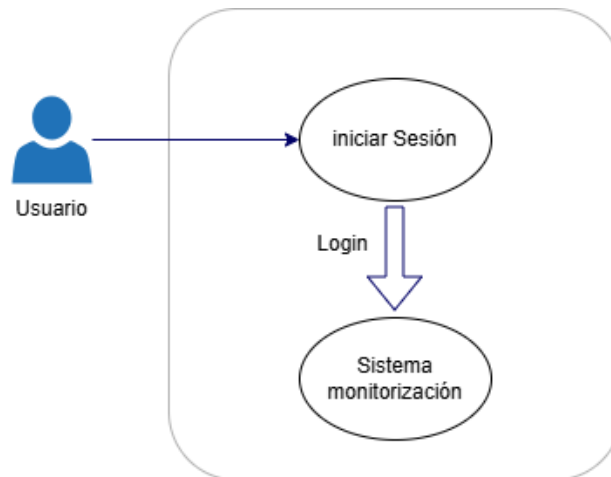 iniciar Sesión
Usuario
Login
Sistema
monitorización